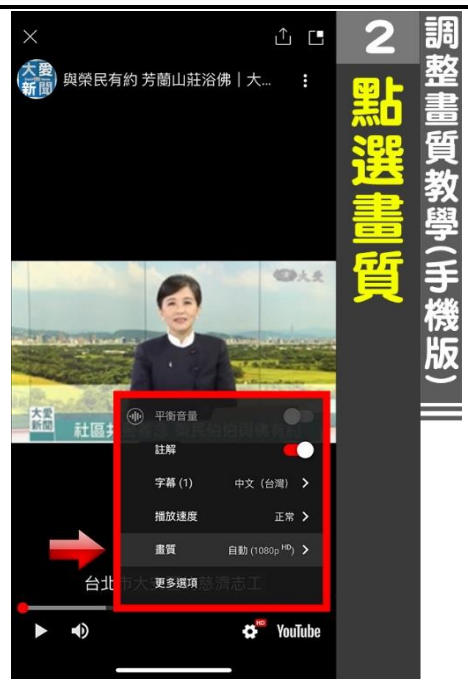 調整畫質教學(手機版)
2
點選畫質
大愛
新聞
與榮民有約 芳蘭山莊浴佛｜大...
大愛
大愛
新聞
社區
平衡音量
註解
字幕 (1) 中文（台灣）
播放速度 正常
畫質 自動 (1080p HD)
更多選項
台北市大安 慈濟志工
HD
YouTube